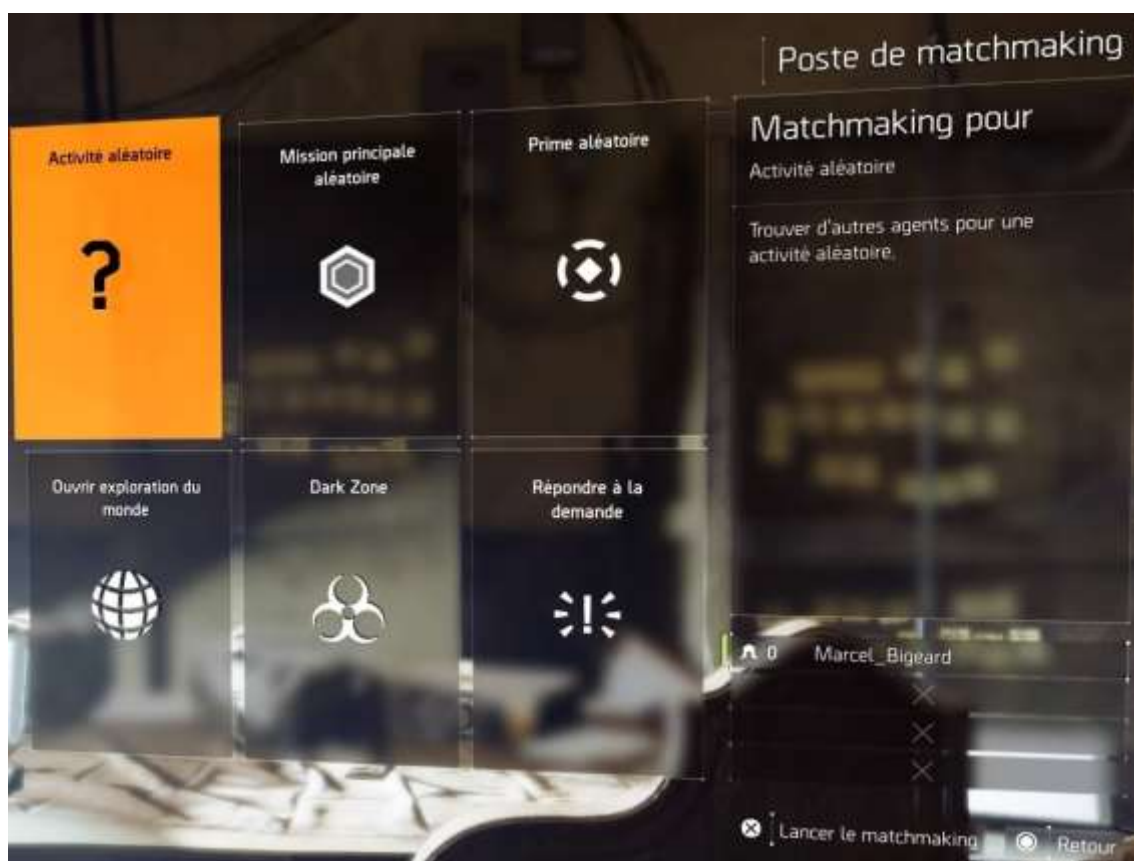 Poste de matchmaking
Activité aléatoire
?
Mission principale
aléatoire
Prime aléatoire
Ouvrir exploration du
monde
Dark Zone
Répondre à la
demande
!
Matchmaking pour
Activité aléatoire
Trouver d'autres agents pour une
activité aléatoire.
0 Marcel_Bigeard
Lancer le matchmaking
Retour